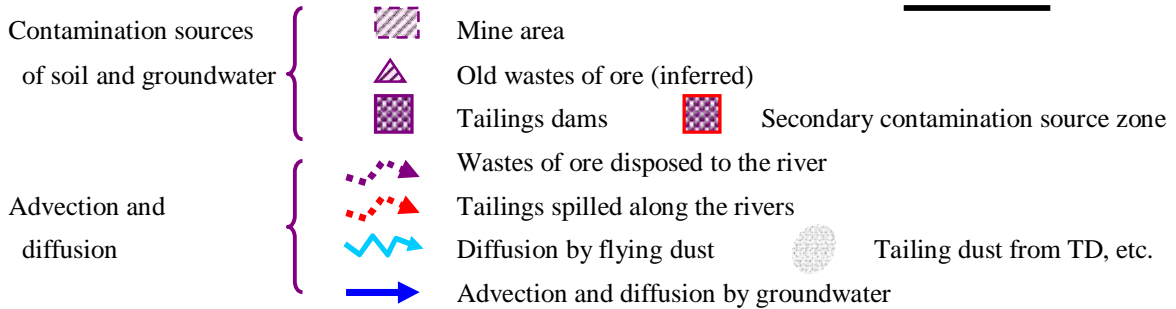 Contamination sources
of soil and groundwater
Mine area
Old wastes of ore (inferred)
Tailings dams
Secondary contamination source zone
Advection and
diffusion
Wastes of ore disposed to the river
Tailings spilled along the rivers
Diffusion by flying dust
Tailing dust from TD, etc.
Advection and diffusion by groundwater